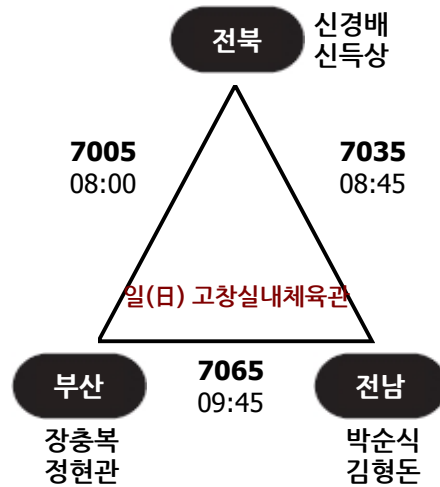 전북
신경배
신득상
7005
08:00
7035
08:45
일(日) 고창실내체육관
부산
7065
09:45
전남
장충복
정현관
박순식
김형돈